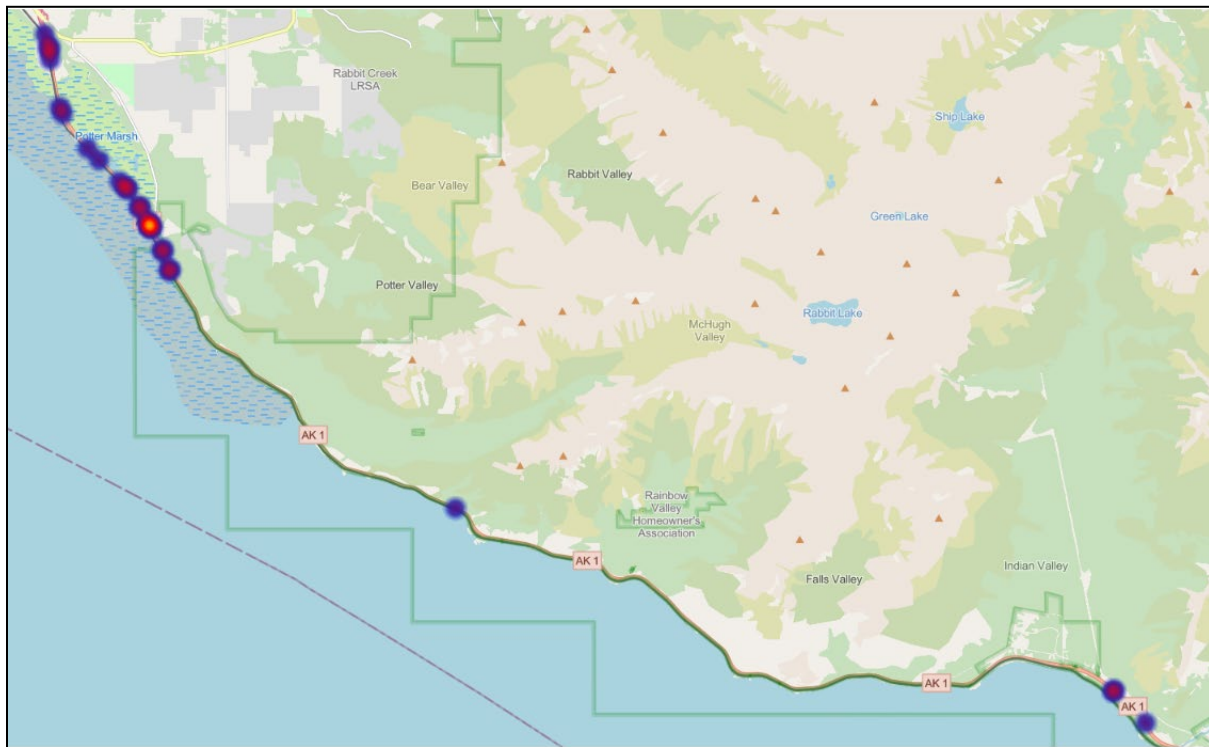 Rabbit Creek
LRSA
Ship Lake
Potter Marsh
Rabbit Valley
Bear Valley
Green Lake
Potter Valley
Rabbit Lake
McHugh
Valley
AK 1
Rainbow
Valley
Homeowner's
Association
AK 1
Indian Valley
Falls Valley
AK 1
AK 1